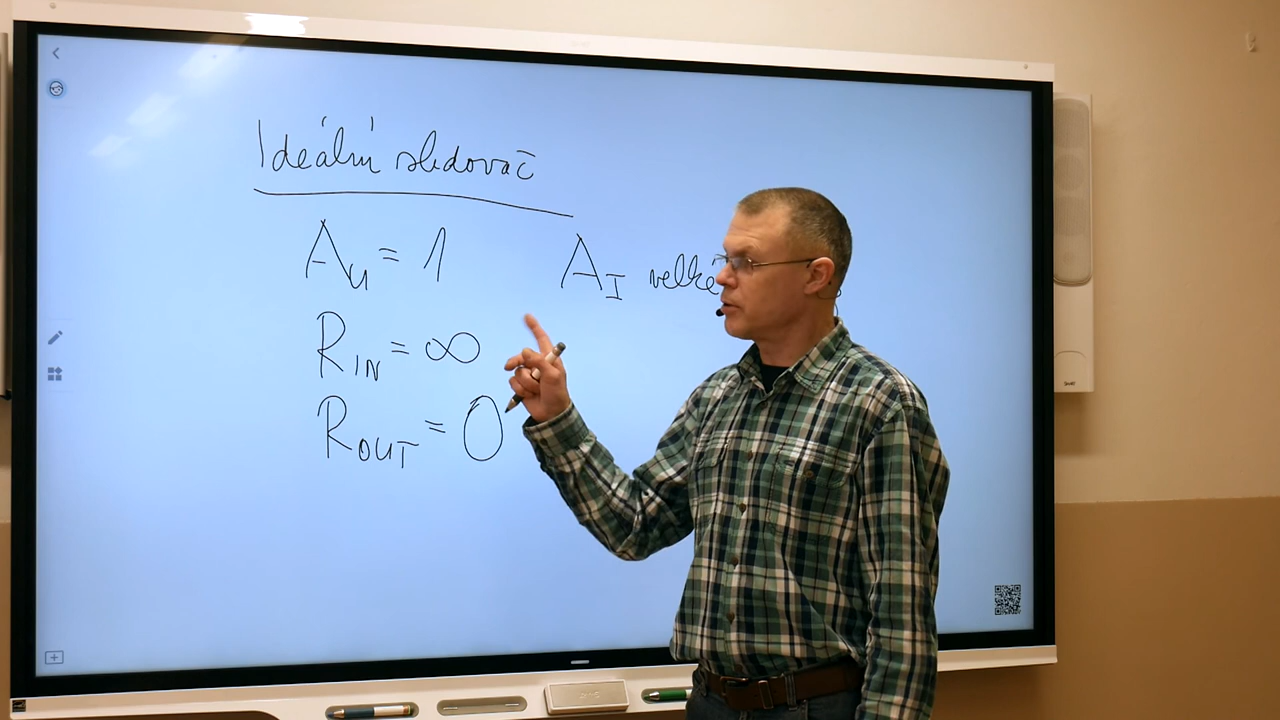 Ideální sledovač
A_U = 1 A_I velké
R_IN = ∞
R_OUT = 0